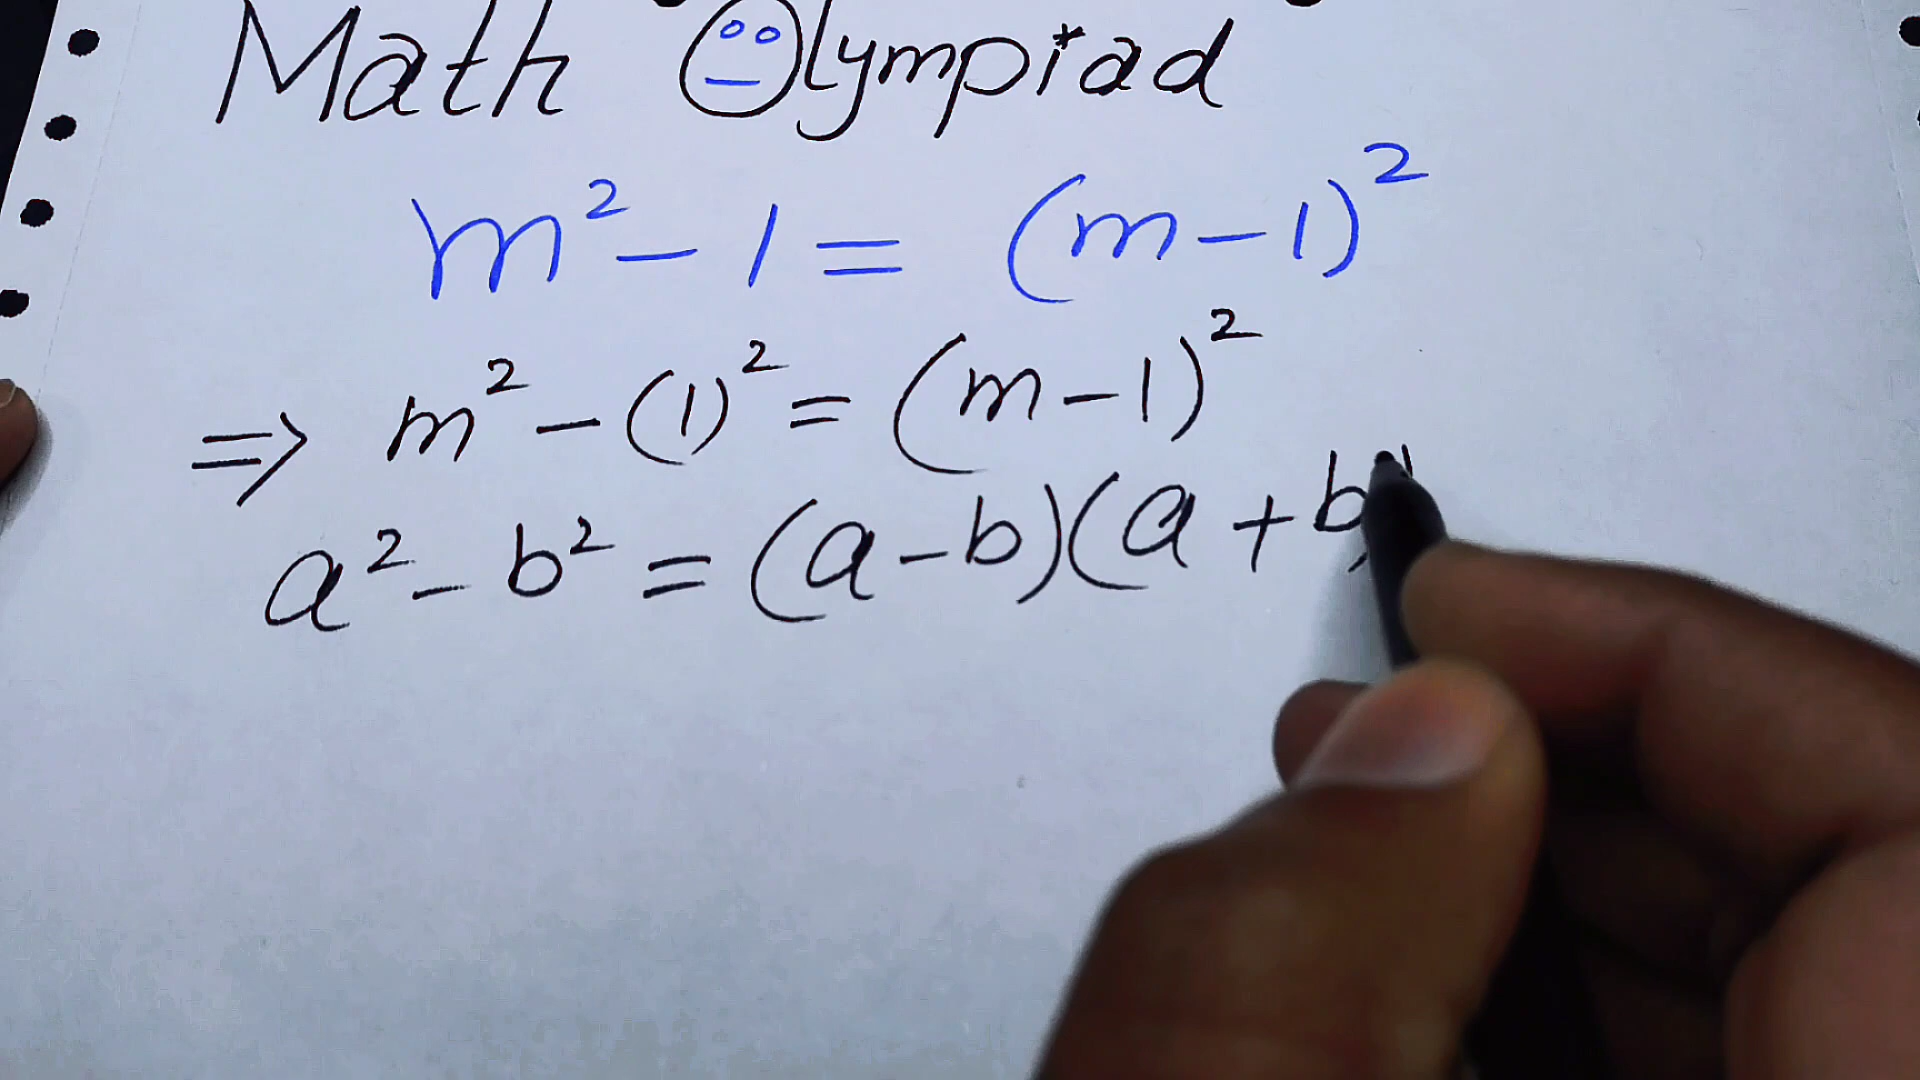 Math Olympiad
m² - 1 = (m - 1)²
⇒ m² - (1)² = (m - 1)²
a² - b² = (a - b)(a + b)